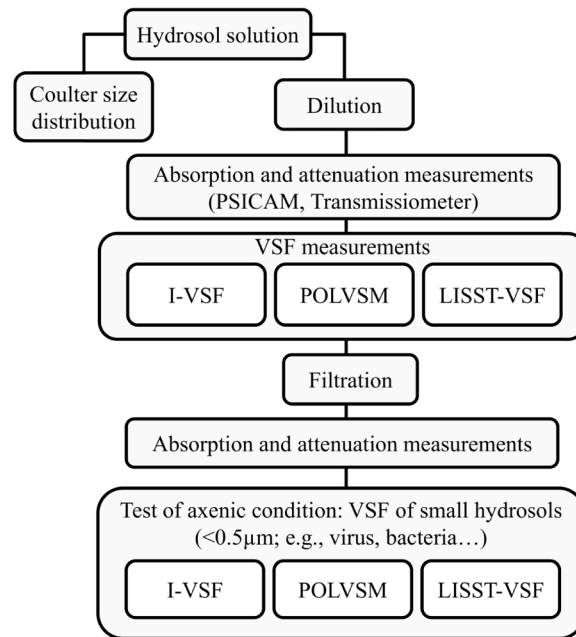 Hydrosol solution
Coulter size
distribution
Dilution
Absorption and attenuation measurements
(PSICAM, Transmissiometer)
VSF measurements
I-VSF
POLVSM
LISST-VSF
Filtration
Absorption and attenuation measurements
Test of axenic condition: VSF of small hydrosols
(<0.5µm; e.g., virus, bacteria…)
I-VSF
POLVSM
LISST-VSF